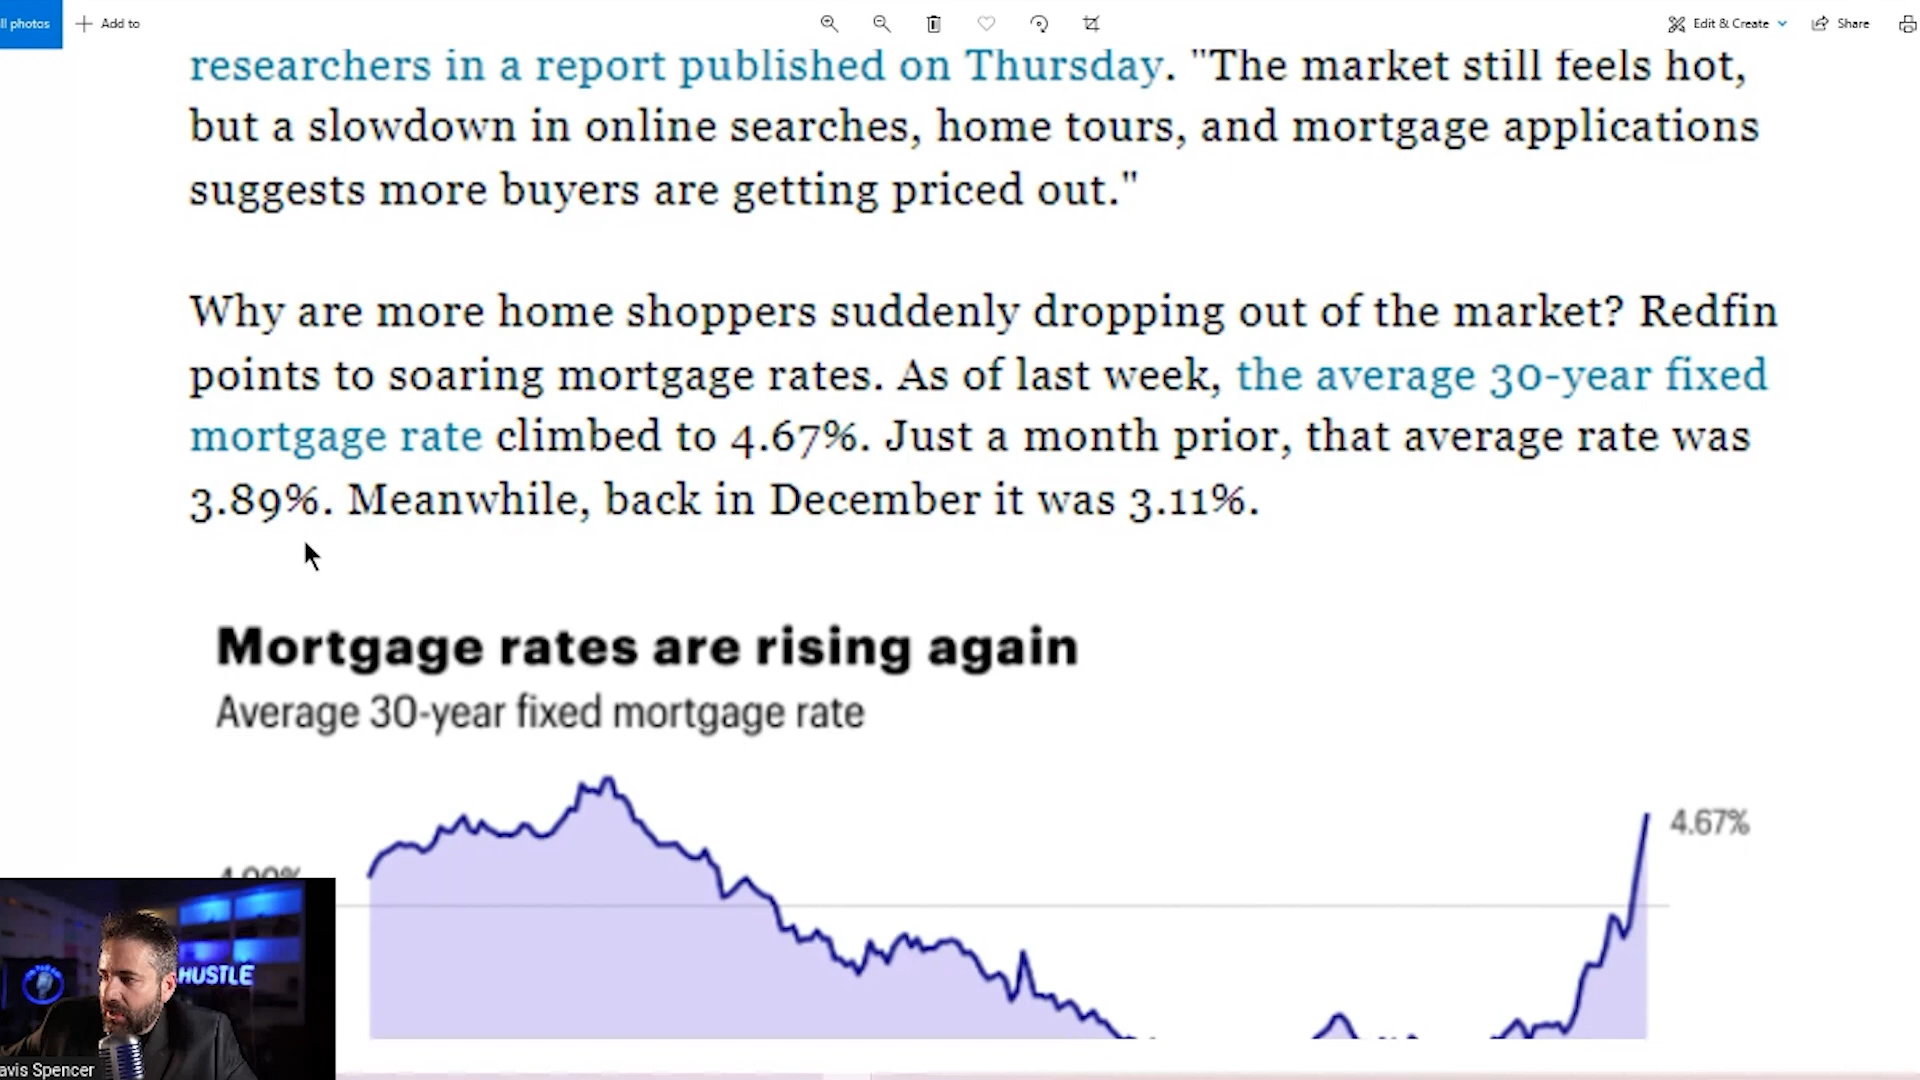 ll photos
Add to
Edit & Create
Share
researchers in a report published on Thursday. "The market still feels hot,
but a slowdown in online searches, home tours, and mortgage applications
suggests more buyers are getting priced out."
Why are more home shoppers suddenly dropping out of the market? Redfin
points to soaring mortgage rates. As of last week, the average 30-year fixed
mortgage rate climbed to 4.67%. Just a month prior, that average rate was
3.89%. Meanwhile, back in December it was 3.11%.
Mortgage rates are rising again
Average 30-year fixed mortgage rate
4.67%
HUSTLE
avis Spencer